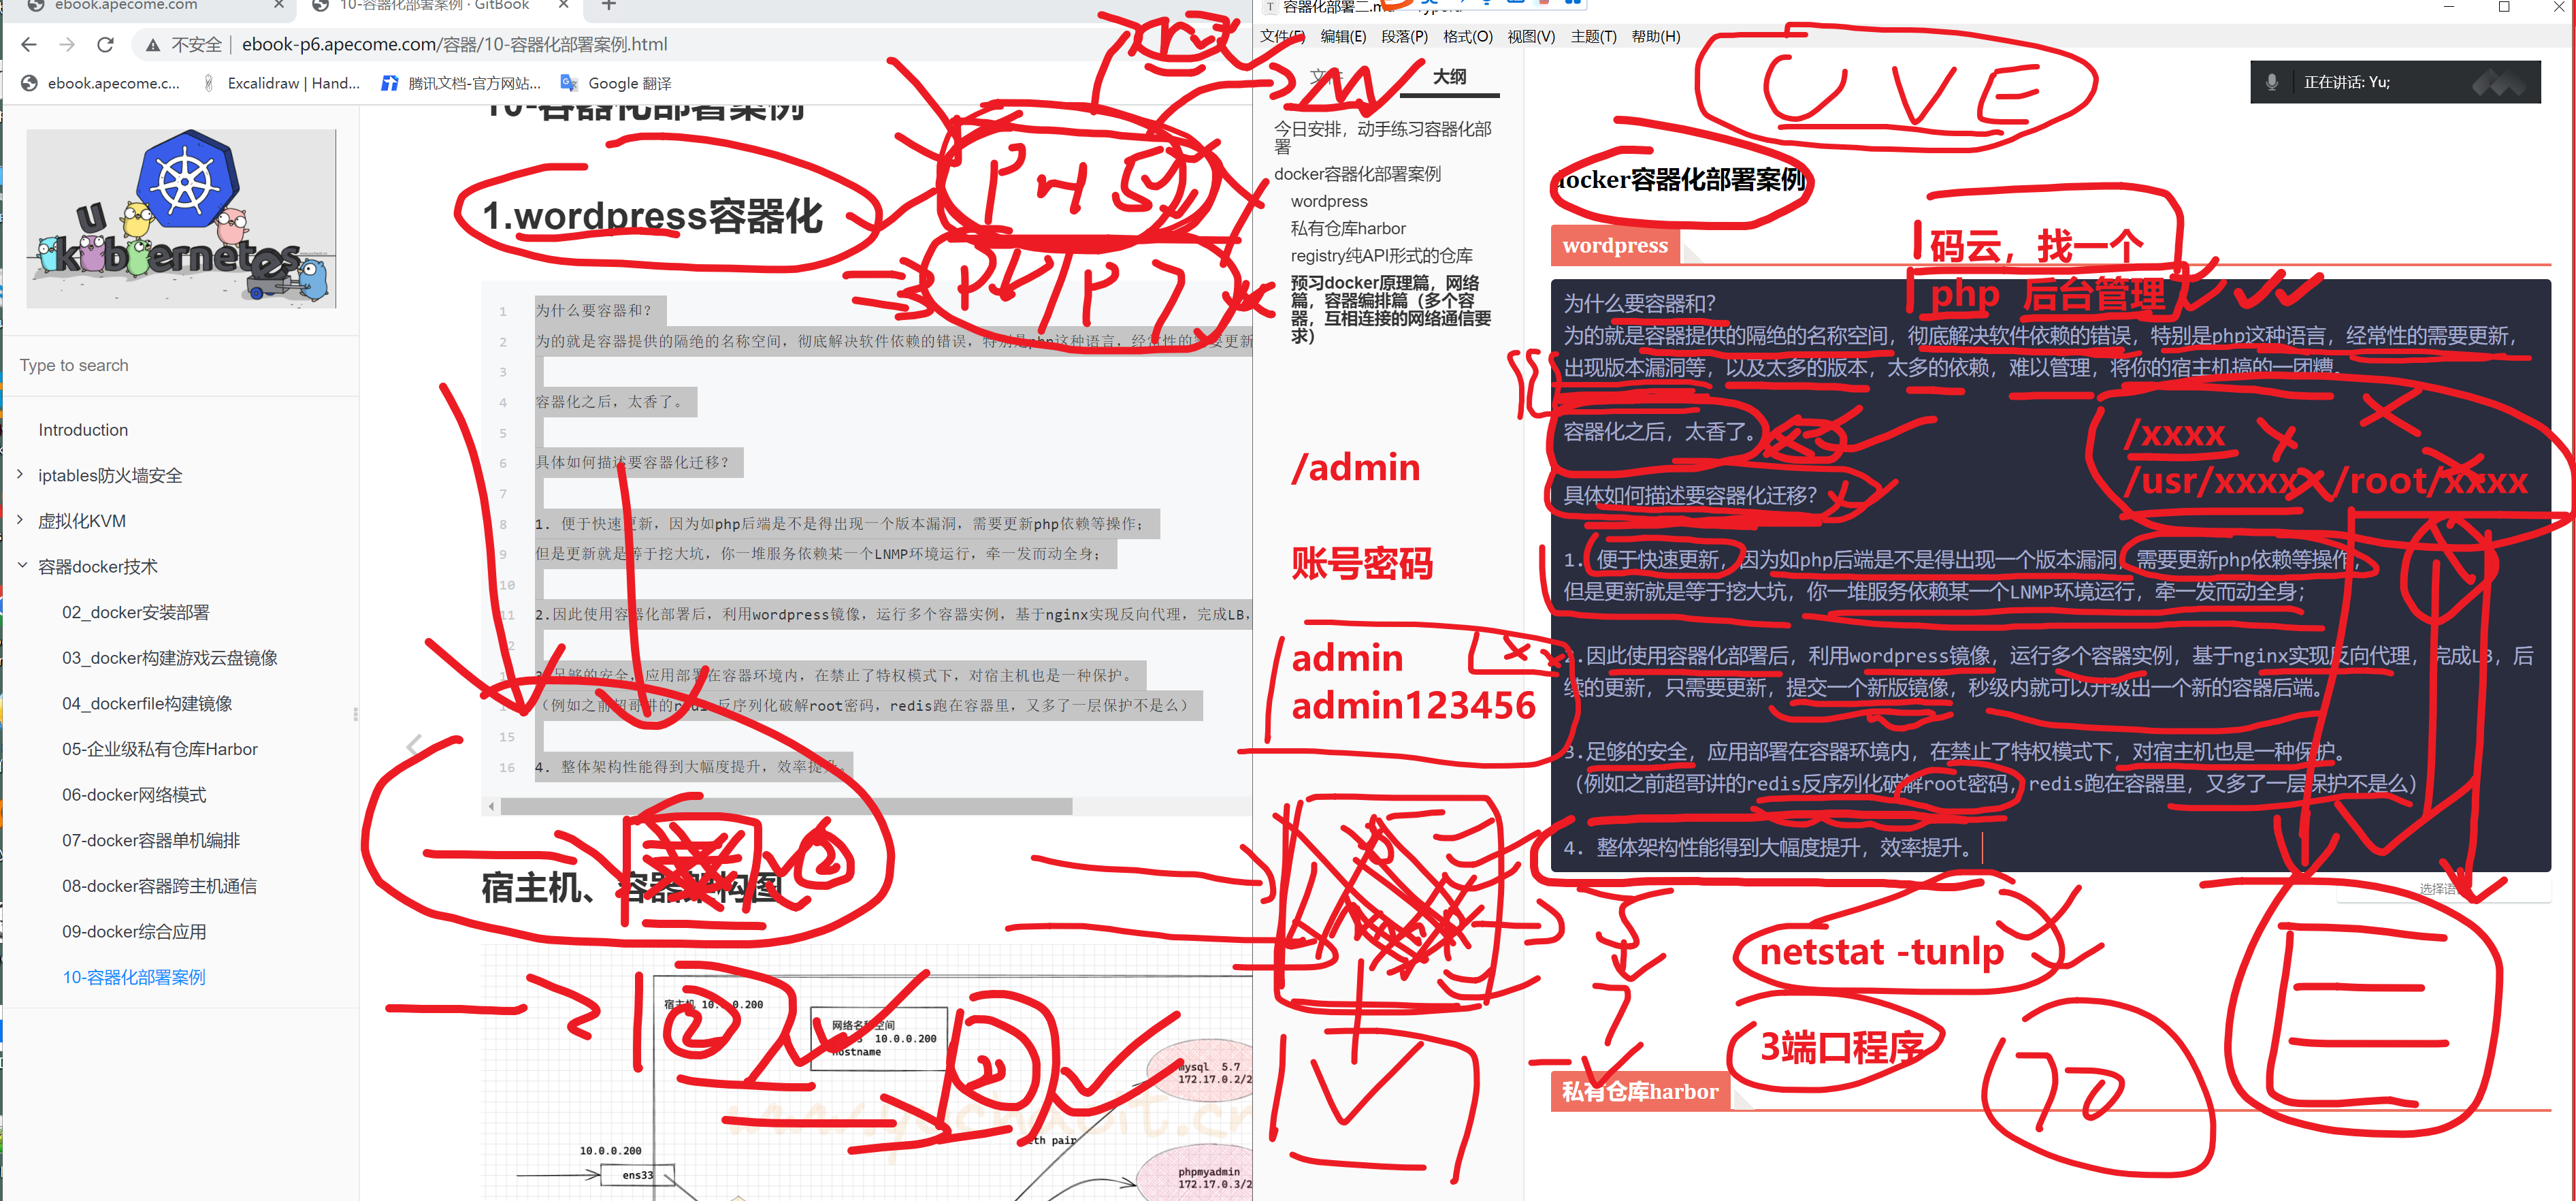 ebook.apecome.com
10-容器化部署案例 · GitBook
不安全 | ebook-p6.apecome.com/容器/10-容器化部署案例.html
ebook.apecome.c...
Excalidraw | Hand...
腾讯文档-官方网站...
Google 翻译
kubernetes
Type to search
Introduction
iptables防火墙安全
虚拟化KVM
容器docker技术
02_docker安装部署
03_docker构建游戏云盘镜像
04_dockerfile构建镜像
05-企业级私有仓库Harbor
06-docker网络模式
07-docker容器单机编排
08-docker容器跨主机通信
09-docker综合应用
10-容器化部署案例
10-容器化部署案例
1.wordpress容器化
1 为什么要容器和?
2 为的就是容器提供的隔绝的名称空间，彻底解决软件依赖的错误，特别是php这种语言，经常性的需要更新
3
4 容器化之后，太香了。
5
6 具体如何描述要容器化迁移?
7
8 1. 便于快速更新，因为如php后端是不是得出现一个版本漏洞，需要更新php依赖等操作;
9 但是更新就是等于挖大坑，你一堆服务依赖某一个LNMP环境运行，牵一发而动全身;
10
11 2.因此使用容器化部署后，利用wordpress镜像，运行多个容器实例，基于nginx实现反向代理，完成LB，
足够的安全，应用部署在容器环境内，在禁止了特权模式下，对宿主机也是一种保护。
（例如之前超哥讲的redis反序列化破解root密码，redis跑在容器里，又多了一层保护不是么）
15
16 4. 整体架构性能得到大幅度提升，效率提升。
宿主机、容器架构图
宿主机 10.0.0.200
网络名称空间
10.0.0.200
hostname
mysql 5.7
172.17.0.2/2
eth pair
10.0.0.200
ens33
phpmyadmin
172.17.0.3/2
文件(F) 编辑(E) 段落(P) 格式(O) 视图(V) 主题(T) 帮助(H)
文件 大纲
今日安排，动手练习容器化部
署
docker容器化部署案例
wordpress
私有仓库harbor
registry纯API形式的仓库
预习docker原理篇，网络
篇，容器编排篇（多个容
器，互相连接的网络通信要
求）
/admin
账号密码
admin
admin123456
正在讲话: Yu;
docker容器化部署案例
码云，找一个
php 后台管理
wordpress
为什么要容器和?
为的就是容器提供的隔绝的名称空间，彻底解决软件依赖的错误，特别是php这种语言，经常性的需要更新，
出现版本漏洞等，以及太多的版本，太多的依赖，难以管理，将你的宿主机搞的一团糟。
容器化之后，太香了。
/xxxx
/usr/xxxx /root/xxxx
具体如何描述要容器化迁移?
1. 便于快速更新，因为如php后端是不是得出现一个版本漏洞，需要更新php依赖等操作，
但是更新就是等于挖大坑，你一堆服务依赖某一个LNMP环境运行，牵一发而动全身;
2.因此使用容器化部署后，利用wordpress镜像，运行多个容器实例，基于nginx实现反向代理，完成LB，后
续的更新，只需要更新，提交一个新版镜像，秒级内就可以升级出一个新的容器后端。
3.足够的安全，应用部署在容器环境内，在禁止了特权模式下，对宿主机也是一种保护。
（例如之前超哥讲的redis反序列化破解root密码，redis跑在容器里，又多了一层保护不是么）
4. 整体架构性能得到大幅度提升，效率提升。
netstat -tunlp
3端口程序
私有仓库harbor